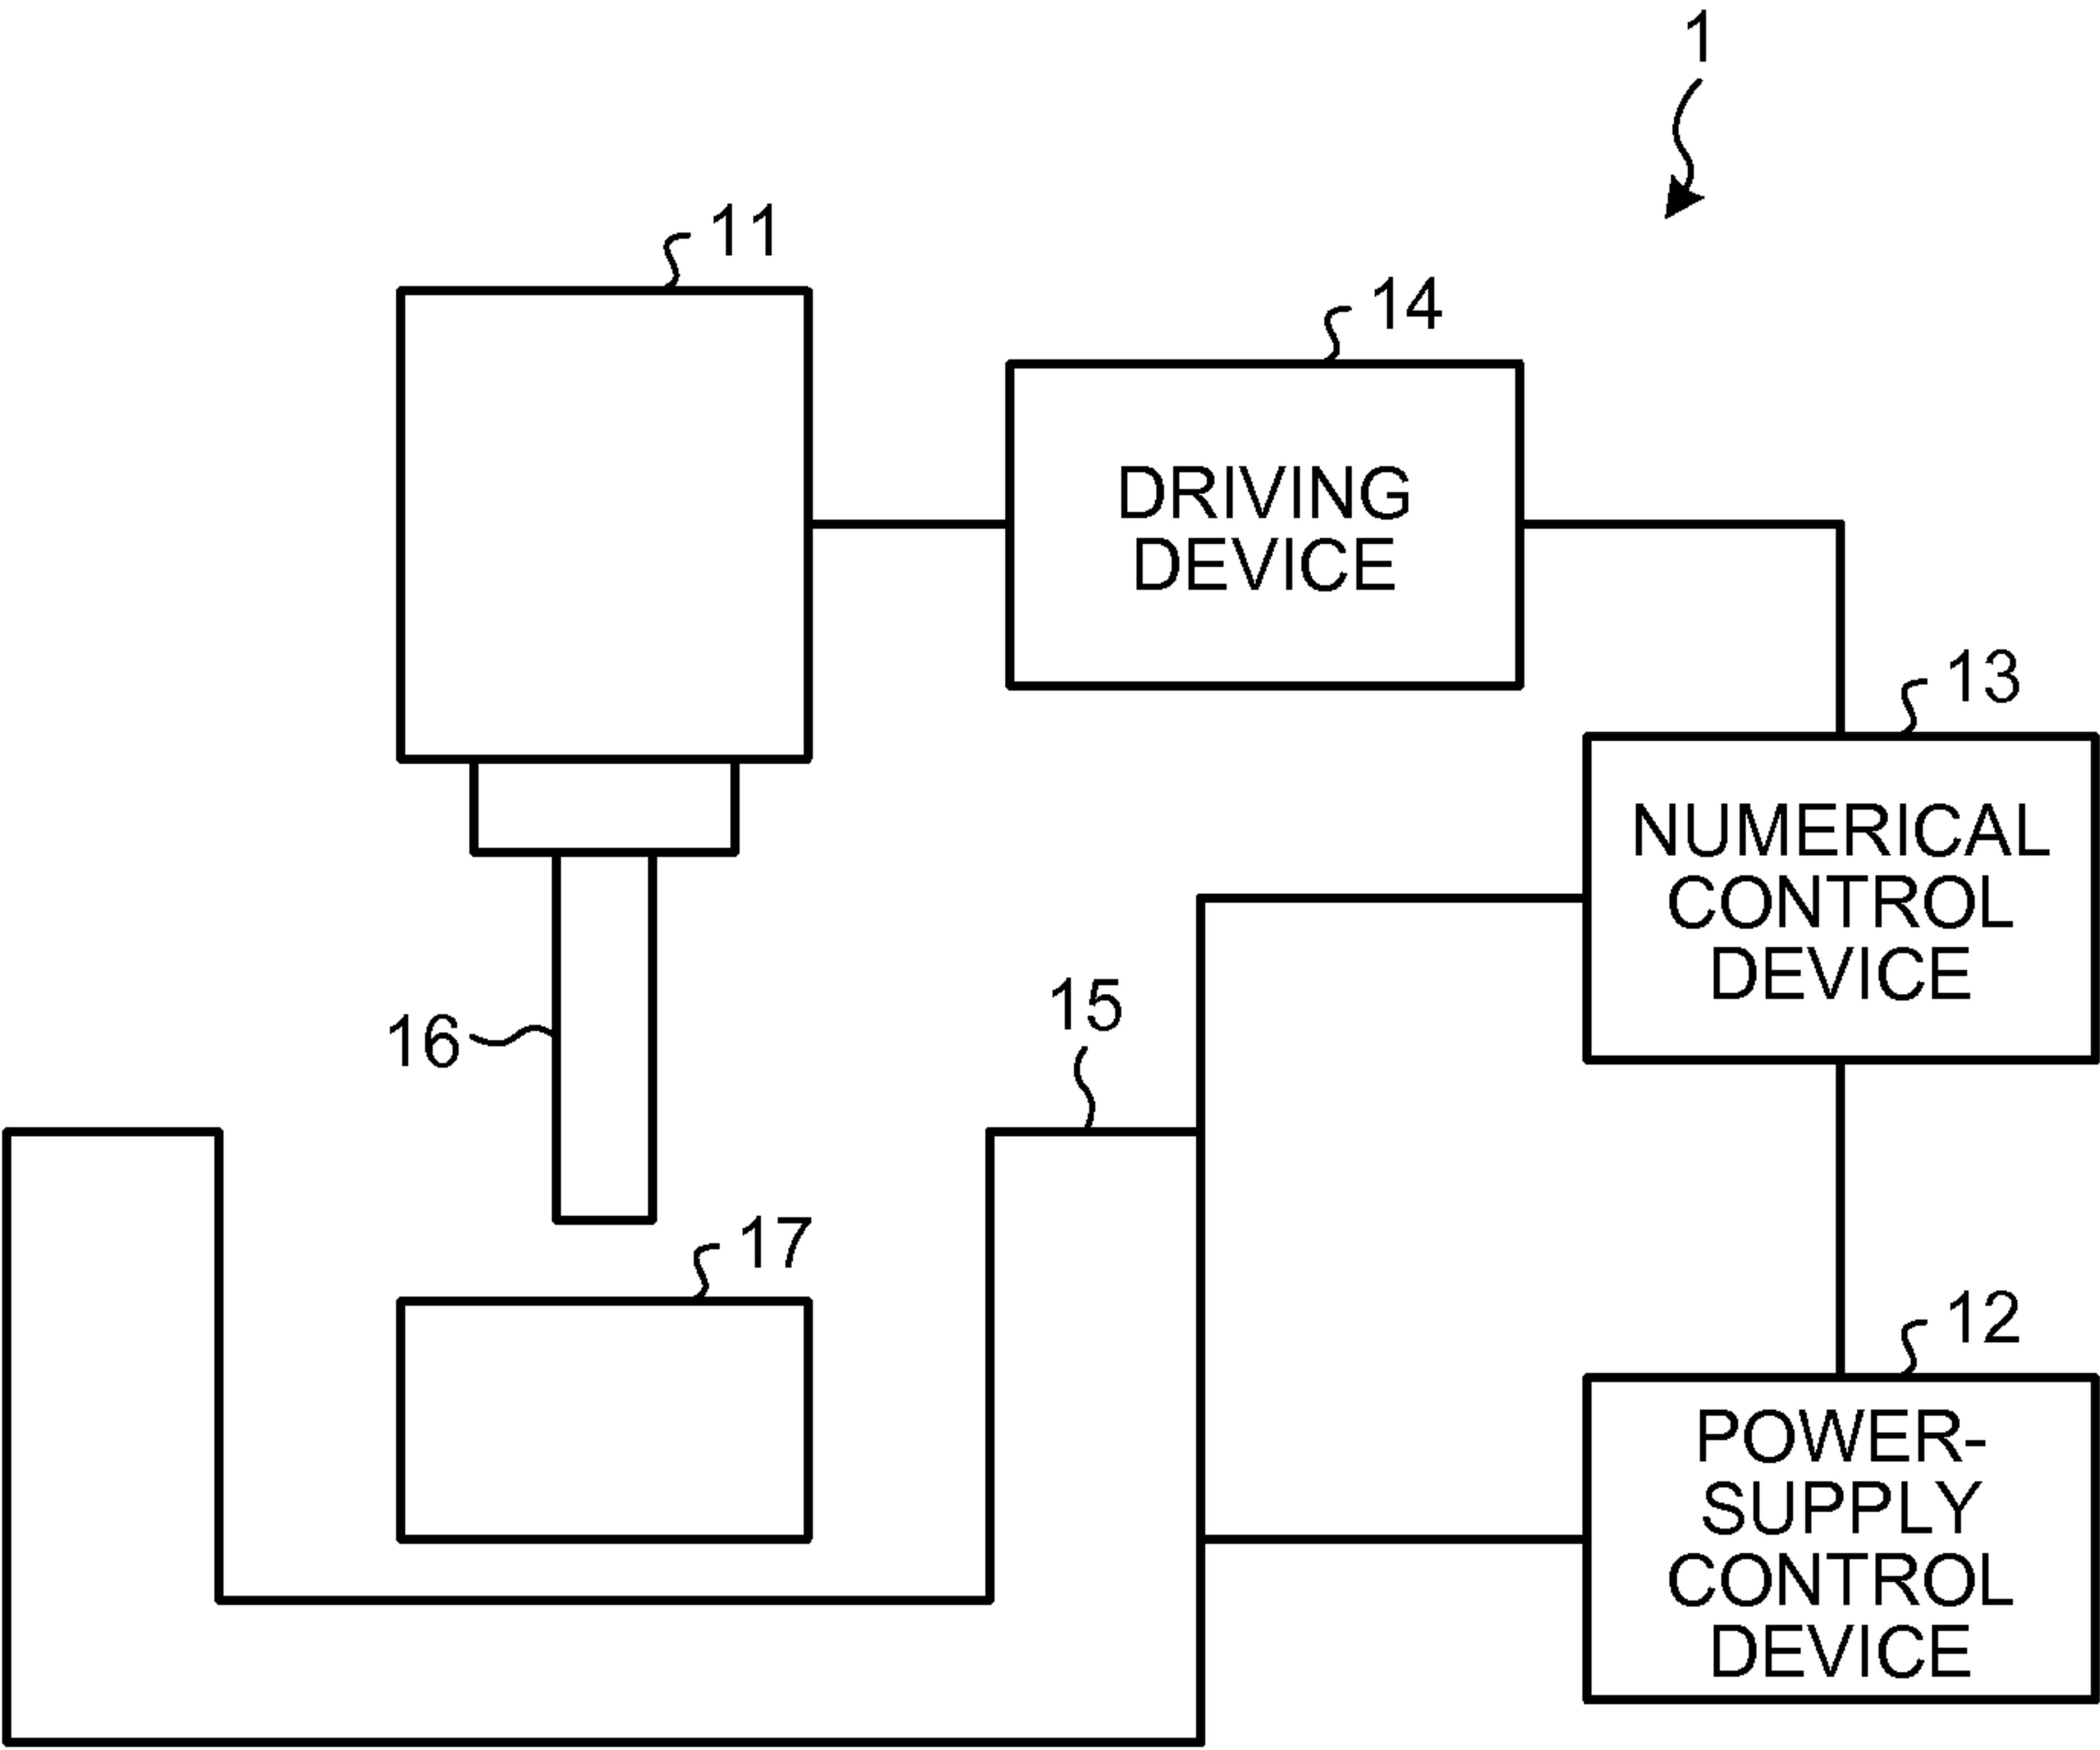 1
11
14
DRIVING
DEVICE
13
NUMERICAL
CONTROL
DEVICE
15
16
17
12
POWER-
SUPPLY
CONTROL
DEVICE